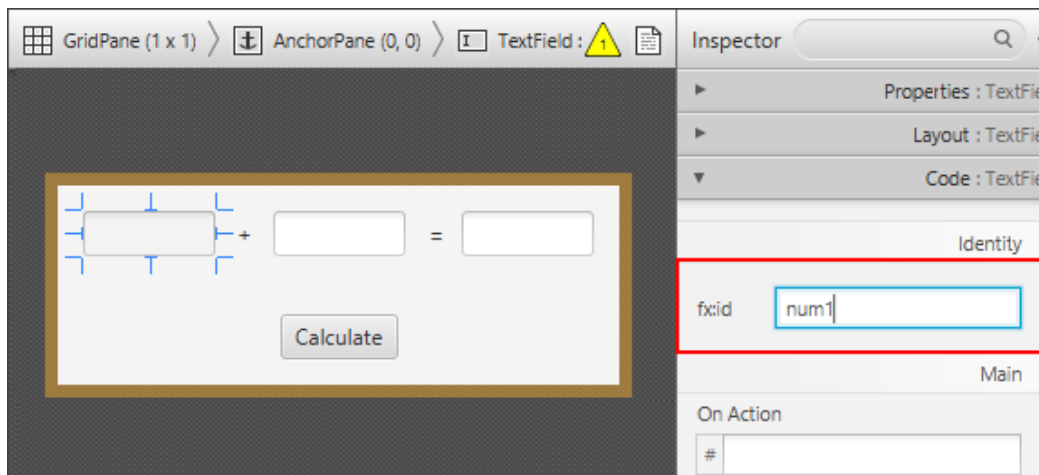 GridPane (1 x 1) AnchorPane (0, 0) TextField : 1
Inspector
Properties : TextFie
Layout : TextFie
Code : TextFie
+ =
Calculate
Identity
fx:id num1
Main
On Action
#